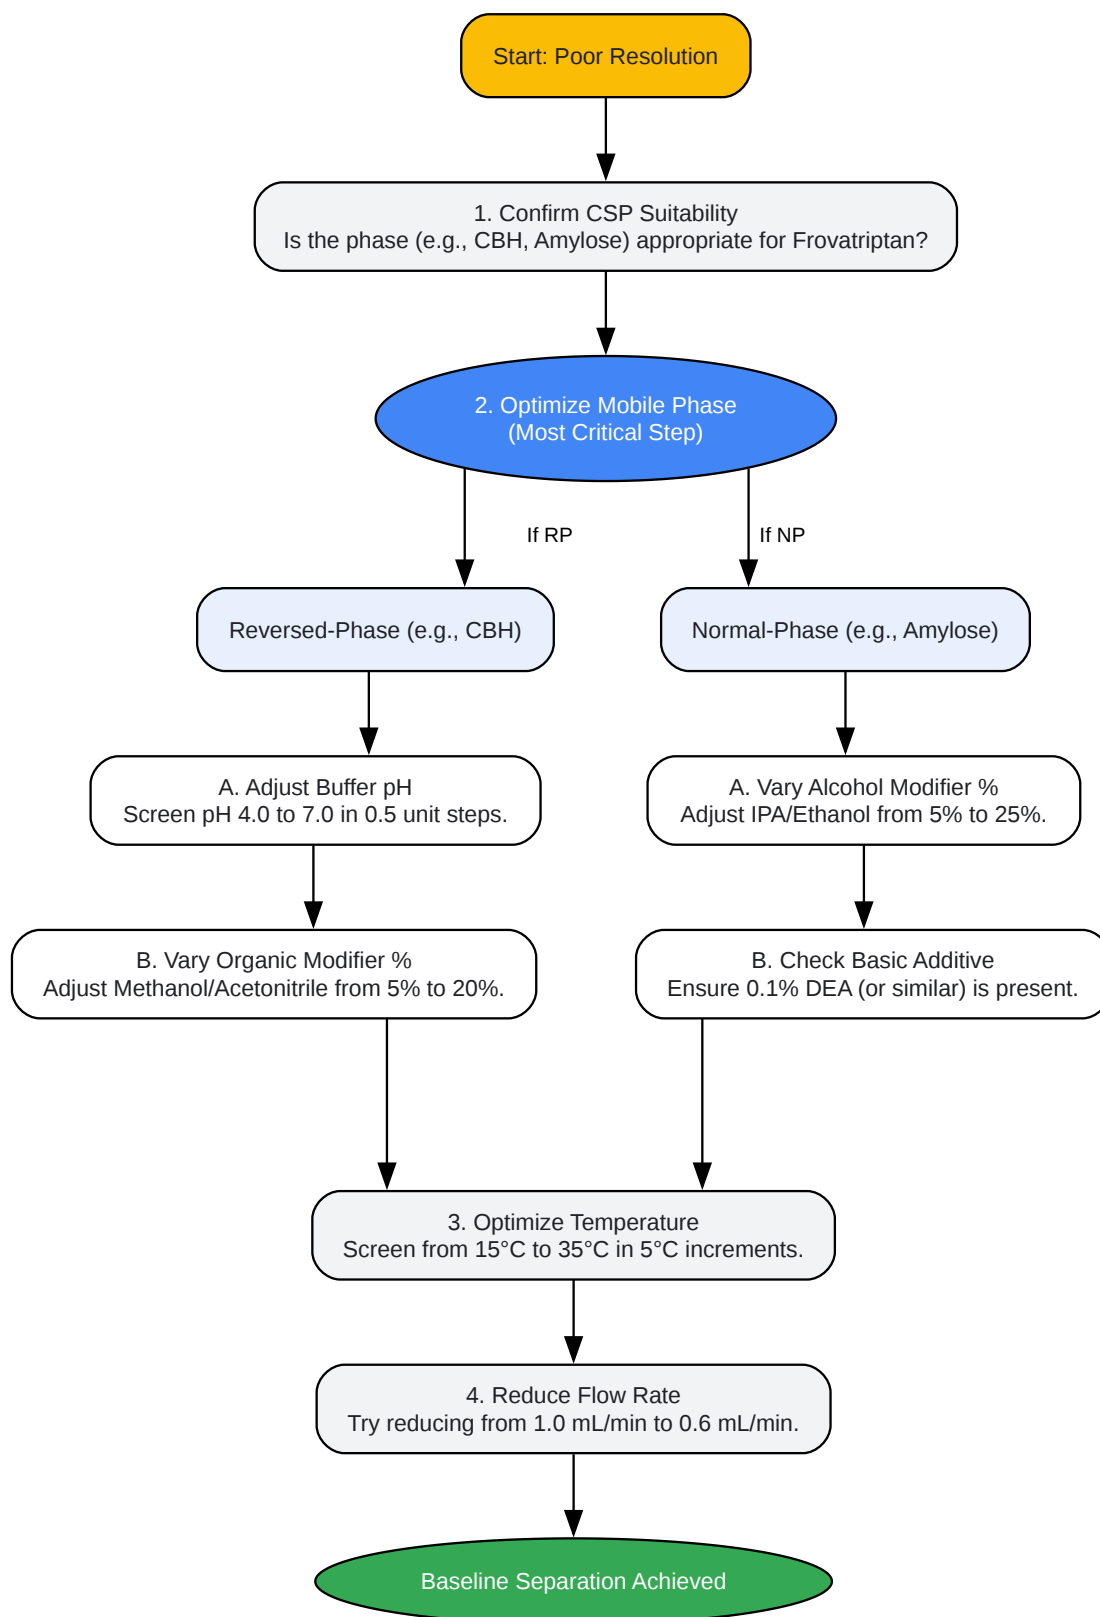 Start: Poor Resolution
1. Confirm CSP Suitability
Is the phase (e.g., CBH, Amylose) appropriate for Frovatriptan?
2. Optimize Mobile Phase
(Most Critical Step)
If RP
If NP
Reversed-Phase (e.g., CBH)
Normal-Phase (e.g., Amylose)
A. Adjust Buffer pH
Screen pH 4.0 to 7.0 in 0.5 unit steps.
A. Vary Alcohol Modifier %
Adjust IPA/Ethanol from 5% to 25%.
B. Vary Organic Modifier %
Adjust Methanol/Acetonitrile from 5% to 20%.
B. Check Basic Additive
Ensure 0.1% DEA (or similar) is present.
3. Optimize Temperature
Screen from 15°C to 35°C in 5°C increments.
4. Reduce Flow Rate
Try reducing from 1.0 mL/min to 0.6 mL/min.
Baseline Separation Achieved